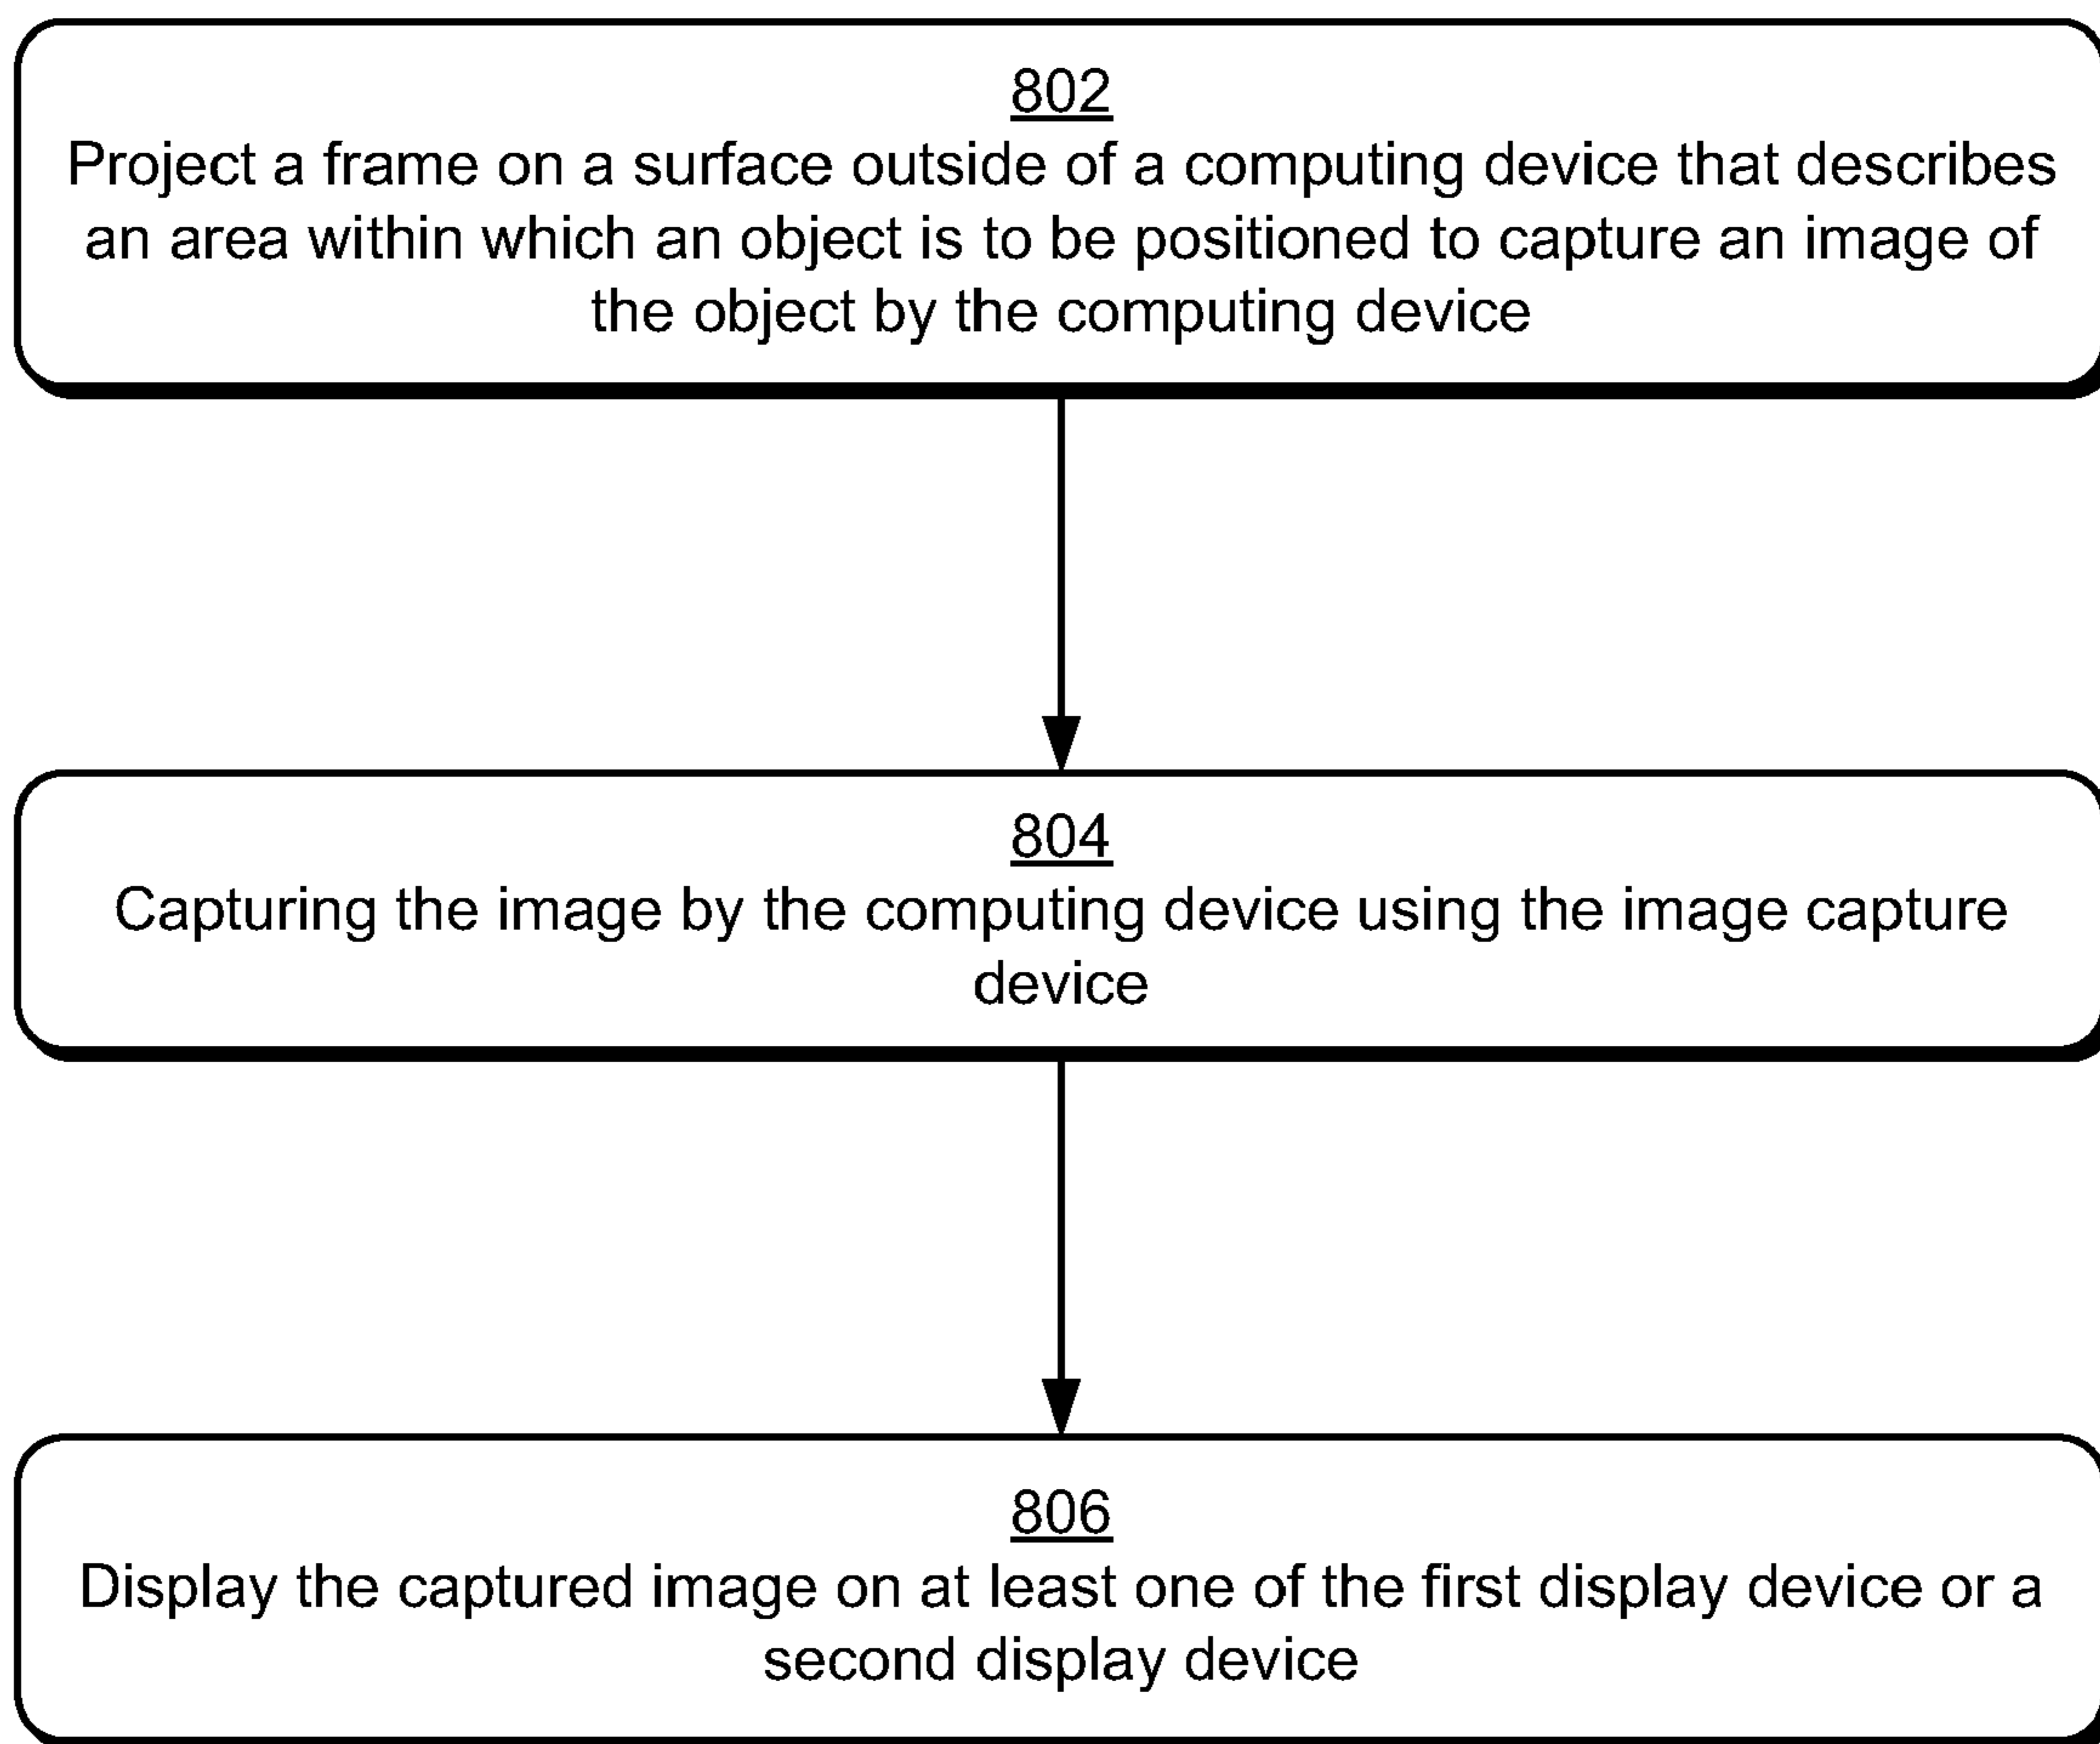 802
Project a frame on a surface outside of a computing device that describes
an area within which an object is to be positioned to capture an image of
the object by the computing device
804
Capturing the image by the computing device using the image capture
device
806
Display the captured image on at least one of the first display device or a
second display device